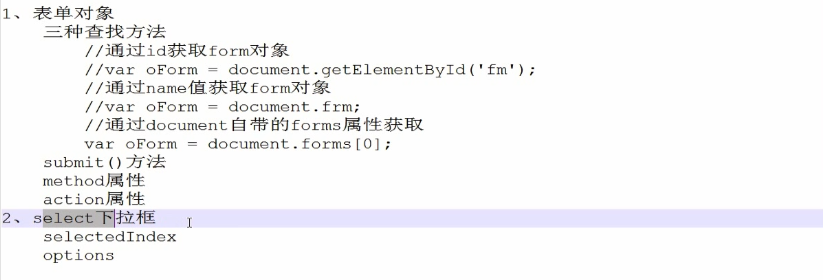 1、表单对象
三种查找方法
//通过id获取form对象
//var oForm = document.getElementById('fm');
//通过name值获取form对象
//var oForm = document.frm;
//通过document自带的forms属性获取
var oForm = document.forms[0];
submit()方法
method属性
action属性
2、select下拉框
selectedIndex
options